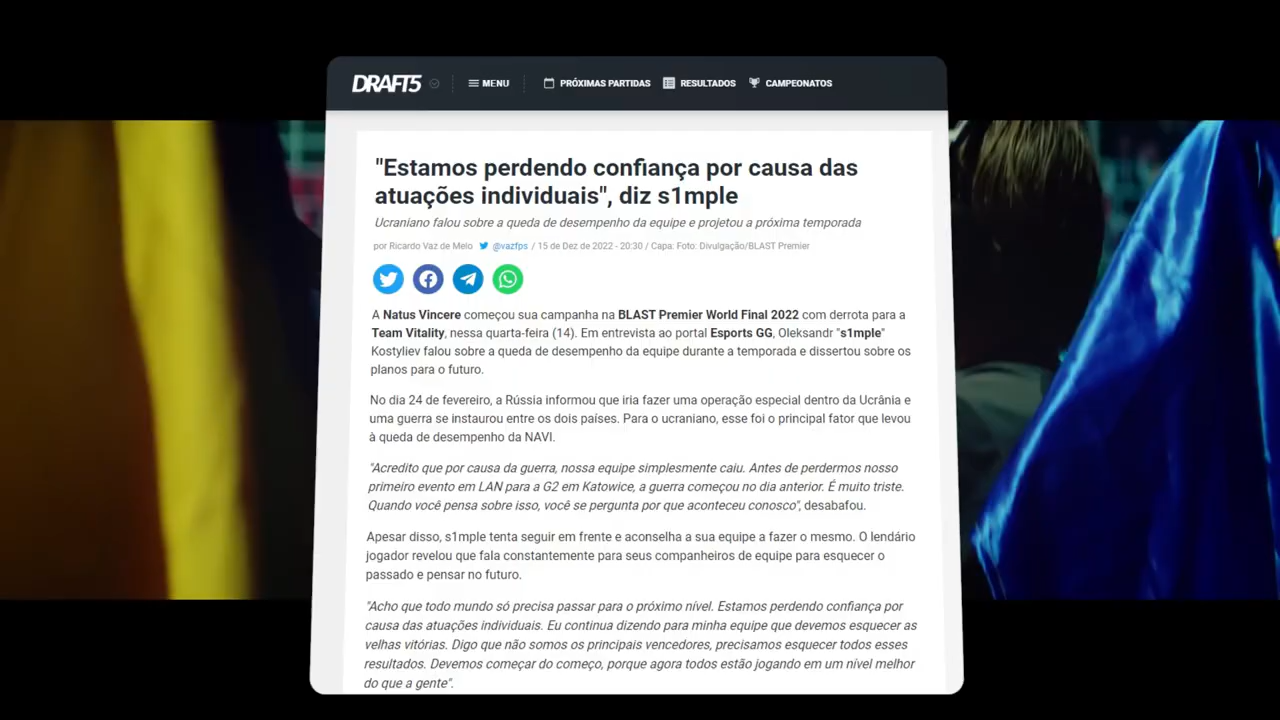 DRAFT5 MENU PRÓXIMAS PARTIDAS RESULTADOS CAMPEONATOS
"Estamos perdendo confiança por causa das
atuações individuais", diz s1mple
Ucraniano falou sobre a queda de desempenho da equipe e projetou a próxima temporada
por Ricardo Vaz de Melo @vazfps / 15 de Dez de 2022 - 20:30 / Capa: Foto: Divulgação/BLAST Premier
A Natus Vincere começou sua campanha na BLAST Premier World Final 2022 com derrota para a
Team Vitality, nessa quarta-feira (14). Em entrevista ao portal Esports GG, Oleksandr "s1mple"
Kostyliev falou sobre a queda de desempenho da equipe durante a temporada e dissertou sobre os
planos para o futuro.
No dia 24 de fevereiro, a Rússia informou que iria fazer uma operação especial dentro da Ucrânia e
uma guerra se instaurou entre os dois países. Para o ucraniano, esse foi o principal fator que levou
à queda de desempenho da NAVI.
"Acredito que por causa da guerra, nossa equipe simplesmente caiu. Antes de perdermos nosso
primeiro evento em LAN para a G2 em Katowice, a guerra começou no dia anterior. É muito triste.
Quando você pensa sobre isso, você se pergunta por que aconteceu conosco", desabafou.
Apesar disso, s1mple tenta seguir em frente e aconselha a sua equipe a fazer o mesmo. O lendário
jogador revelou que fala constantemente para seus companheiros de equipe para esquecer o
passado e pensar no futuro.
"Acho que todo mundo só precisa passar para o próximo nível. Estamos perdendo confiança por
causa das atuações individuais. Eu continua dizendo para minha equipe que devemos esquecer as
velhas vitórias. Digo que não somos os principais vencedores, precisamos esquecer todos esses
resultados. Devemos começar do começo, porque agora todos estão jogando em um nivel melhor
do que a gente".